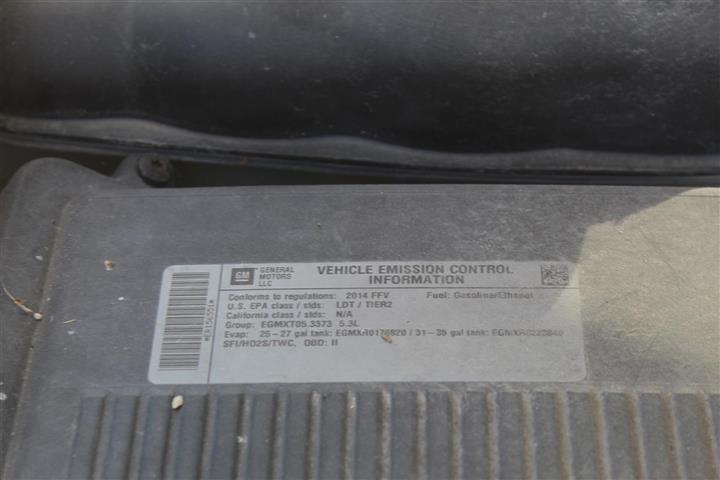 GM GENERAL MOTORS LLC
VEHICLE EMISSION CONTROL INFORMATION
Conforms to regulations: 2014 FFV Fuel: Gasoline/Ethanol
U.S. EPA class / stds: LDT / TIER2
California class / stds: N/A
Group: EGMXT05.3373 5.3L
Evap: 25-27 gal tank: EGMXR0176820 / 31-35 gal tank:
SFI/HO2S/TWC, OBD: II